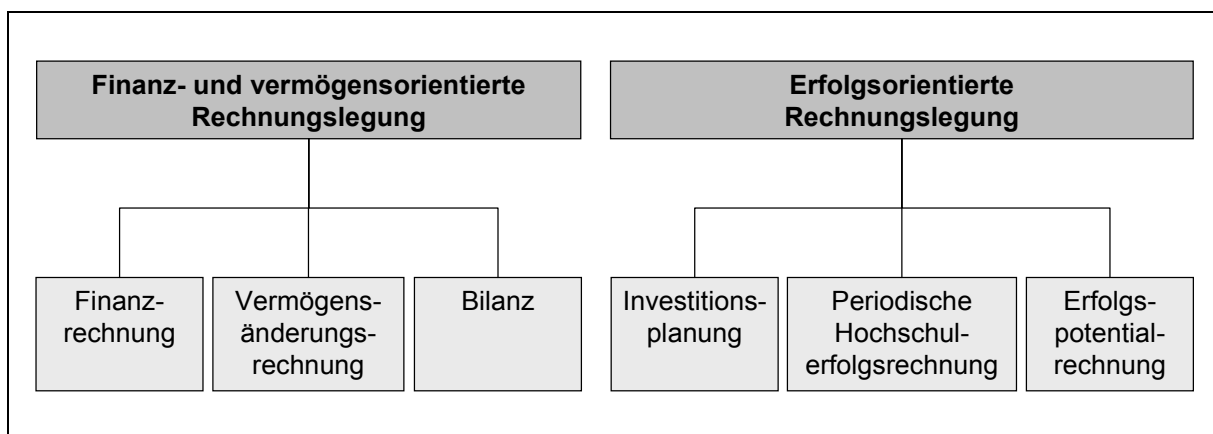 Finanz- und vermögensorientierte
Rechnungslegung
Erfolgsorientierte
Rechnungslegung
Finanz-
rechnung
Vermögens-
änderungs-
rechnung
Bilanz
Investitions-
planung
Periodische
Hochschul-
erfolgsrechnung
Erfolgs-
potential-
rechnung